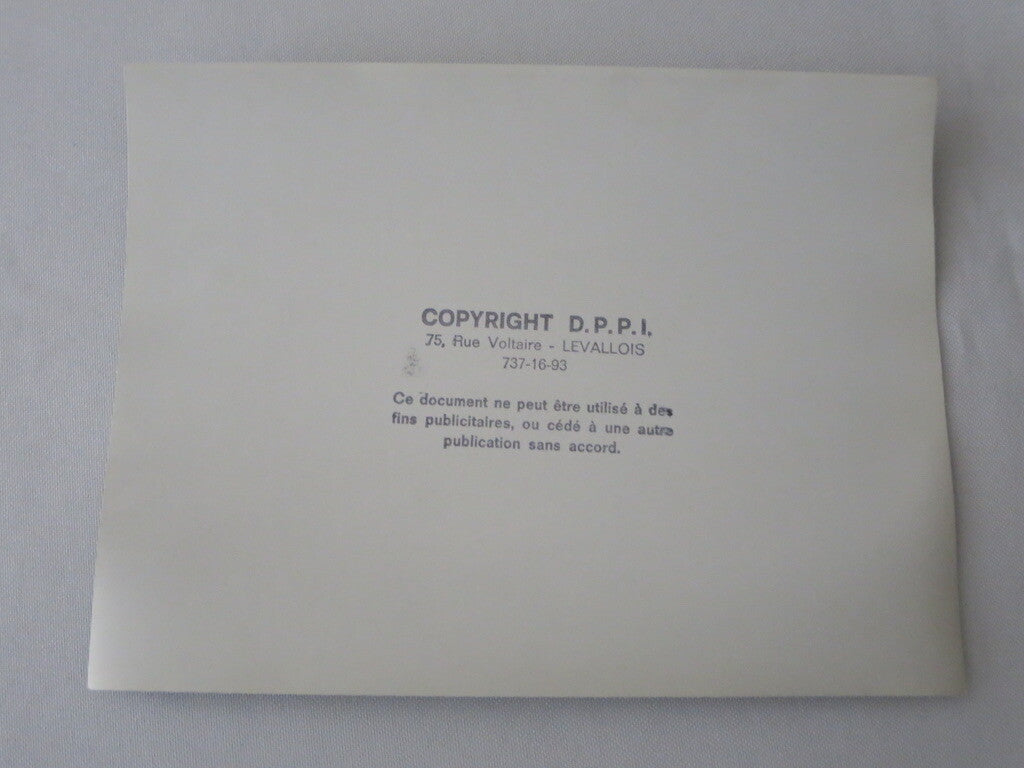 COPYRIGHT D.P.P.I.
75, Rue Voltaire - LEVALLOIS
737-16-93
Ce document ne peut être utilisé à des
fins publicitaires, ou cédé à une autre
publication sans accord.